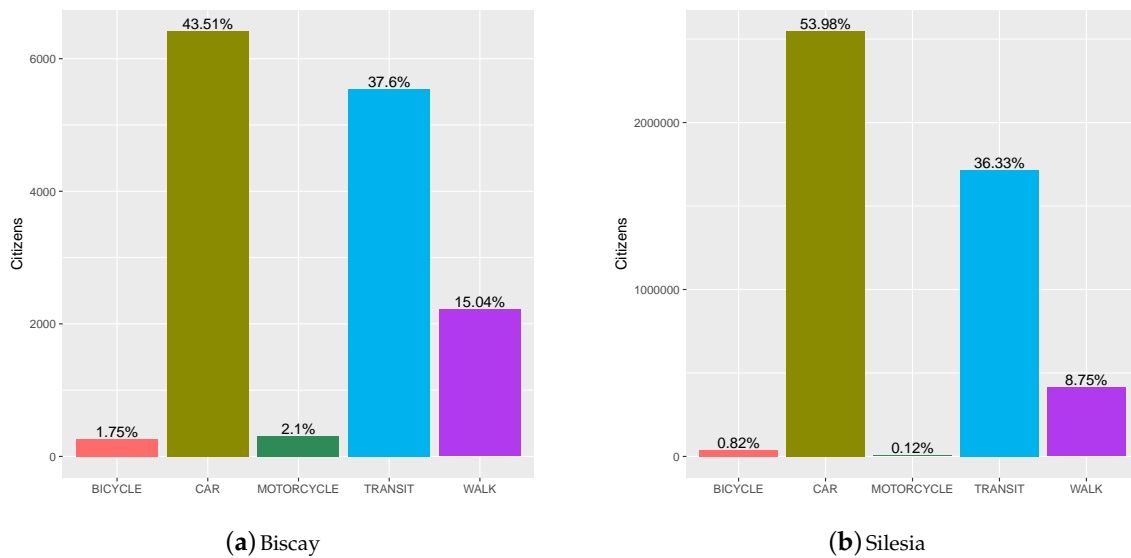 43.51%
37.6%
15.04%
1.75%
2.1%
6000
4000
2000
0
Citizens
BICYCLE CAR MOTORCYCLE TRANSIT WALK
(a) Biscay
53.98%
36.33%
8.75%
0.82%
0.12%
2000000
1000000
0
Citizens
BICYCLE CAR MOTORCYCLE TRANSIT WALK
(b) Silesia